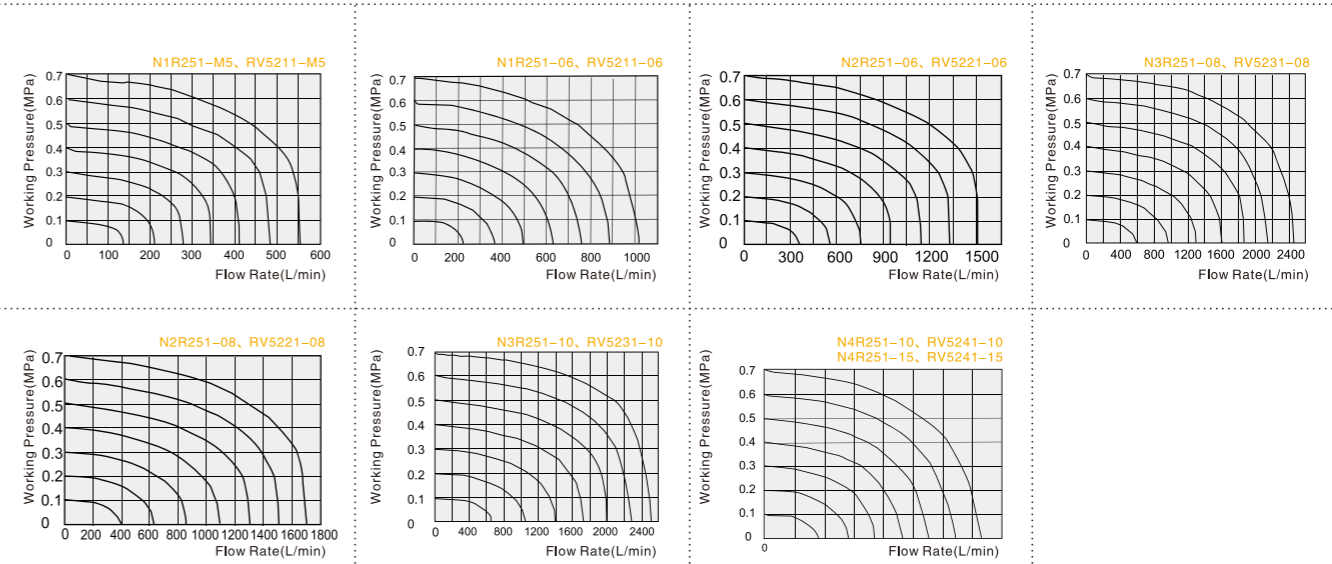 N1R251-M5、RV5211-M5
Working Pressure(MPa)
0.7
0.6
0.5
0.4
0.3
0.2
0.1
0
0 100 200 300 400 500 600
Flow Rate(L/min)
N1R251-06、RV5211-06
Working Pressure(MPa)
0.7
0.6
0.5
0.4
0.3
0.2
0.1
0
0 200 400 600 800 1000
Flow Rate(L/min)
N2R251-06、RV5221-06
Working Pressure(MPa)
0.7
0.6
0.5
0.4
0.3
0.2
0.1
0
0 300 600 900 1200 1500
Flow Rate(L/min)
N3R251-08、RV5231-08
Working Pressure(MPa)
0.7
0.6
0.5
0.4
0.3
0.2
0.1
0
0 400 800 1200 1600 2000 2400
Flow Rate(L/min)
N2R251-08、RV5221-08
Working Pressure(MPa)
0.7
0.6
0.5
0.4
0.3
0.2
0.1
0
0 200 400 600 800 1000 1200 1400 1600 1800
Flow Rate(L/min)
N3R251-10、RV5231-10
Working Pressure(MPa)
0.7
0.6
0.5
0.4
0.3
0.2
0.1
0
0 400 800 1200 1600 2000 2400
Flow Rate(L/min)
N4R251-10、RV5241-10
N4R251-15、RV5241-15
Working Pressure(MPa)
0.7
0.6
0.5
0.4
0.3
0.2
0.1
0
0
Flow Rate(L/min)